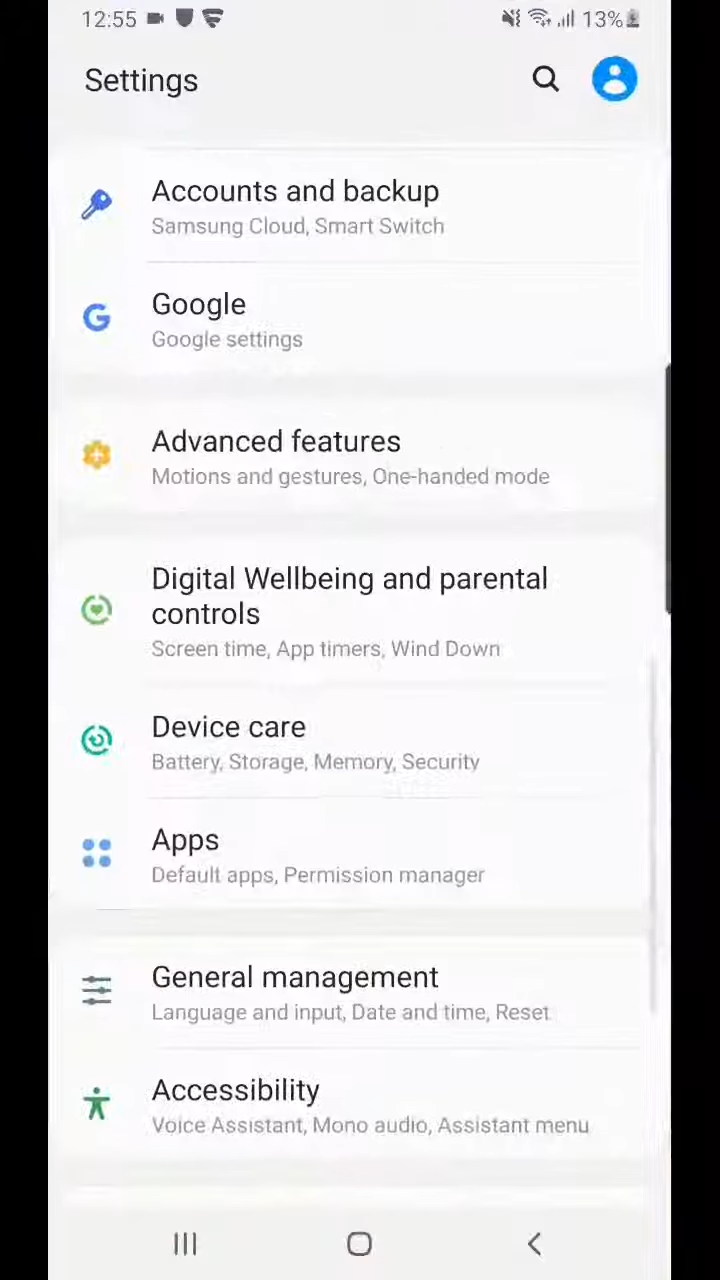 12:55 13%
Settings
Accounts and backup
Samsung Cloud, Smart Switch
Google
Google settings
Advanced features
Motions and gestures, One-handed mode
Digital Wellbeing and parental
controls
Screen time, App timers, Wind Down
Device care
Battery, Storage, Memory, Security
Apps
Default apps, Permission manager
General management
Language and input, Date and time, Reset
Accessibility
Voice Assistant, Mono audio, Assistant menu